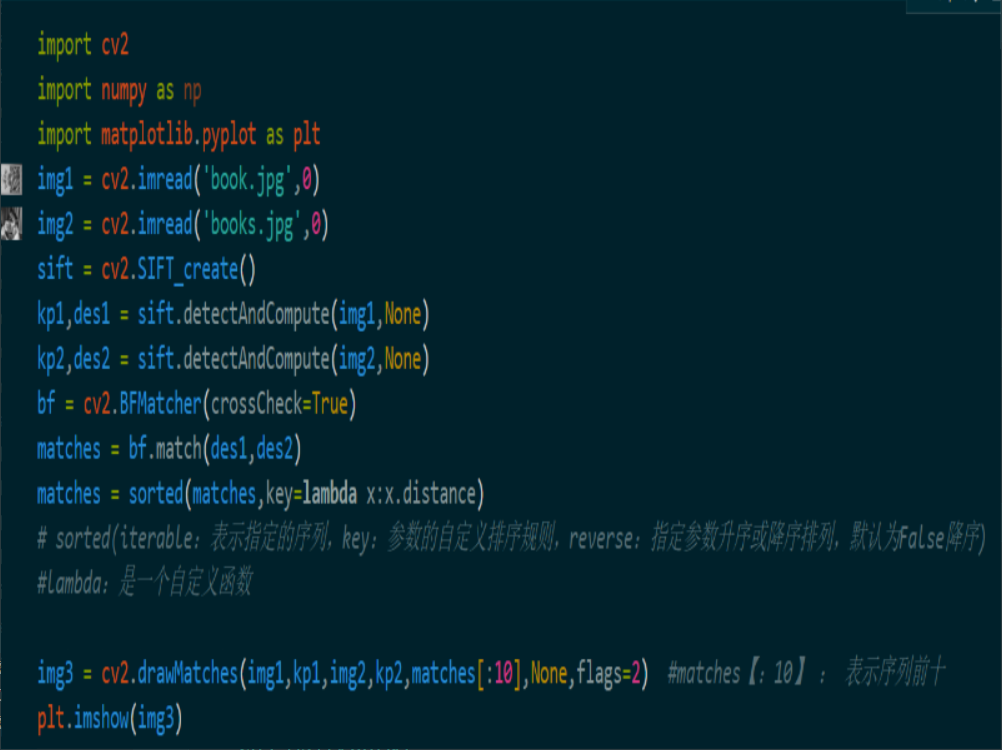 import cv2
import numpy as np
import matplotlib.pyplot as plt
img1 = cv2.imread('book.jpg',0)
img2 = cv2.imread('books.jpg',0)
sift = cv2.SIFT_create()
kp1,des1 = sift.detectAndCompute(img1,None)
kp2,des2 = sift.detectAndCompute(img2,None)
bf = cv2.BFMatcher(crossCheck=True)
matches = bf.match(des1,des2)
matches = sorted(matches,key=lambda x:x.distance)
# sorted(iterable：表示指定的序列，key：参数的自定义排序规则，reverse：指定参数升序或降序排列，默认为False降序)
#lambda：是一个自定义函数
img3 = cv2.drawMatches(img1,kp1,img2,kp2,matches[:10],None,flags=2) #matches【：10】 ： 表示序列前十
plt.imshow(img3)